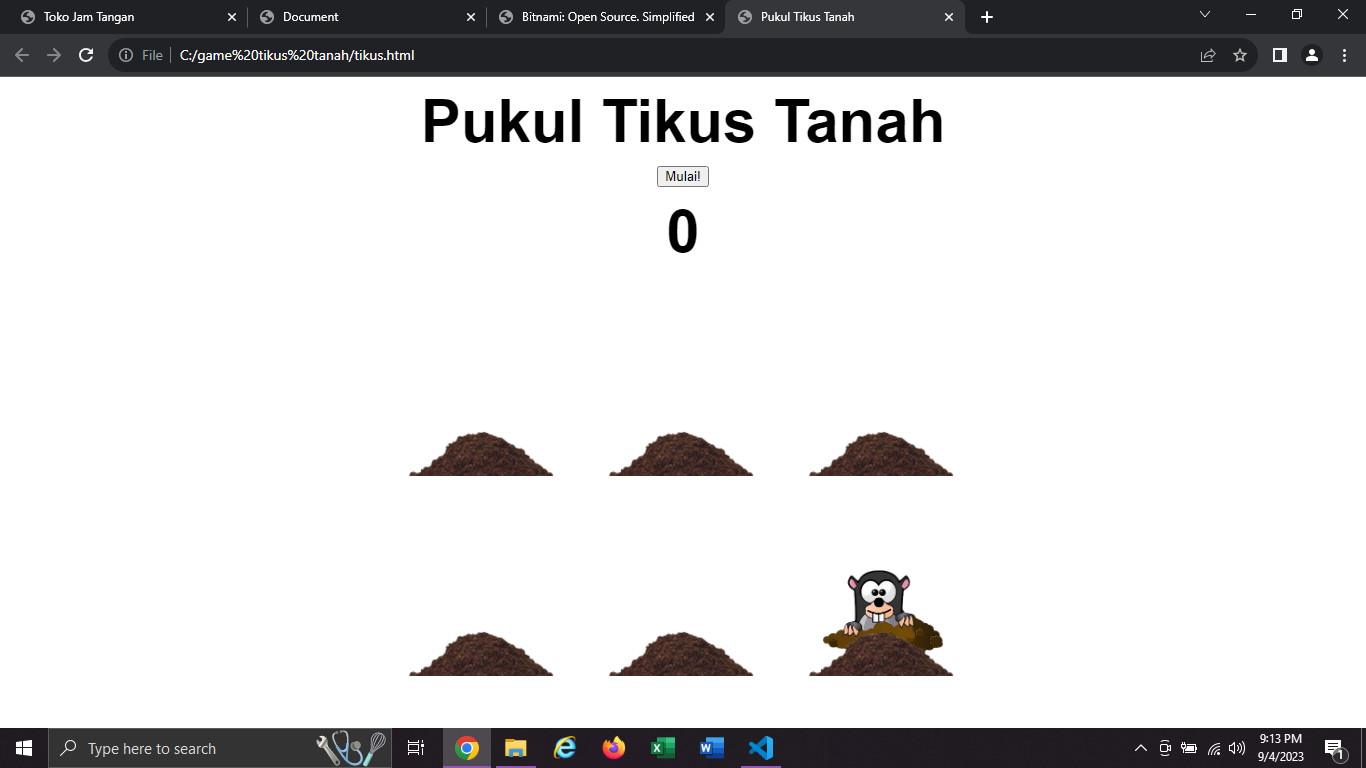 Toko Jam Tangan
Document
Bitnami: Open Source. Simplified
Pukul Tikus Tanah
File
C:/game%20tikus%20tanah/tikus.html
Pukul Tikus Tanah
Mulai!
0
Type here to search
9:13 PM
9/4/2023
1